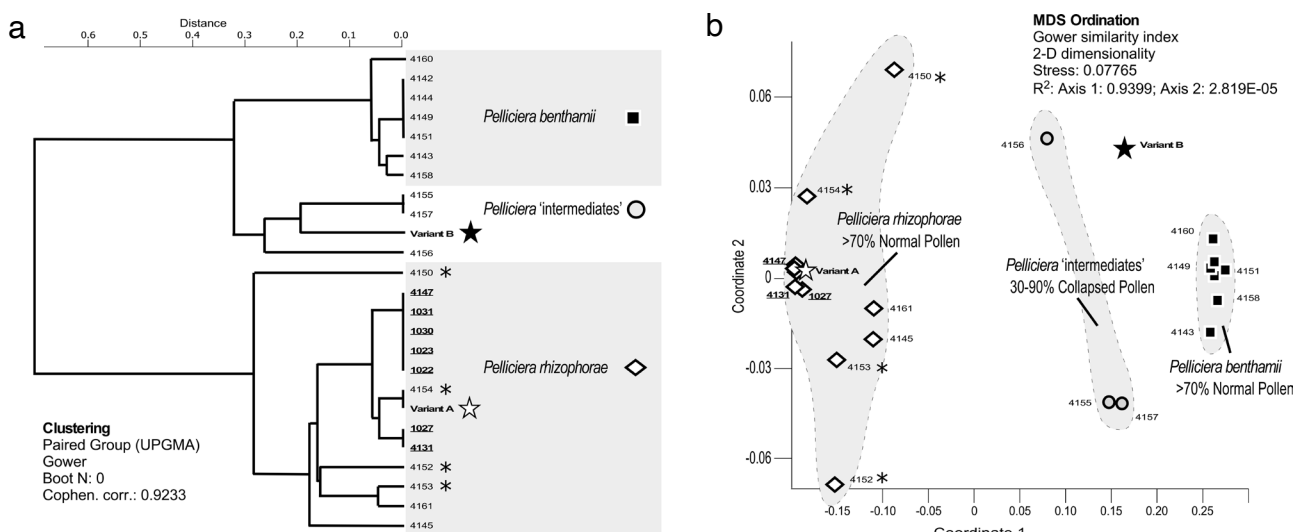 a
Distance
0.6 0.5 0.4 0.3 0.2 0.1 0.0
4160
4142
4144
4149
4151
4143
4158
Pelliciera benthamii
4155
4157
Variant B
4156
Pelliciera 'intermediates'
4150 *
4147
1031
1030
1023
1022
4154 *
Variant A
1027
4131
4152 *
4153 *
4161
4145
Pelliciera rhizophorae
Clustering
Paired Group (UPGMA)
Gower
Boot N: 0
Cophen. corr.: 0.9233
b
MDS Ordination
Gower similarity index
2-D dimensionality
Stress: 0.07765
R²: Axis 1: 0.9399; Axis 2: 2.819E-05
Coordinate 2
0.06
0.03
0
-0.03
-0.06
4150 *
4154 *
Pelliciera rhizophorae
>70% Normal Pollen
4147
Variant A
4131
1027
4161
4145
4153 *
4152 *
4156
Variant B
Pelliciera 'intermediates'
30-90% Collapsed Pollen
4155
4157
4160
4149
4151
4158
4143
Pelliciera benthamii
>70% Normal Pollen
-0.15 -0.10 -0.05 0 0.05 0.10 0.15 0.20 0.25
Coordinate 1